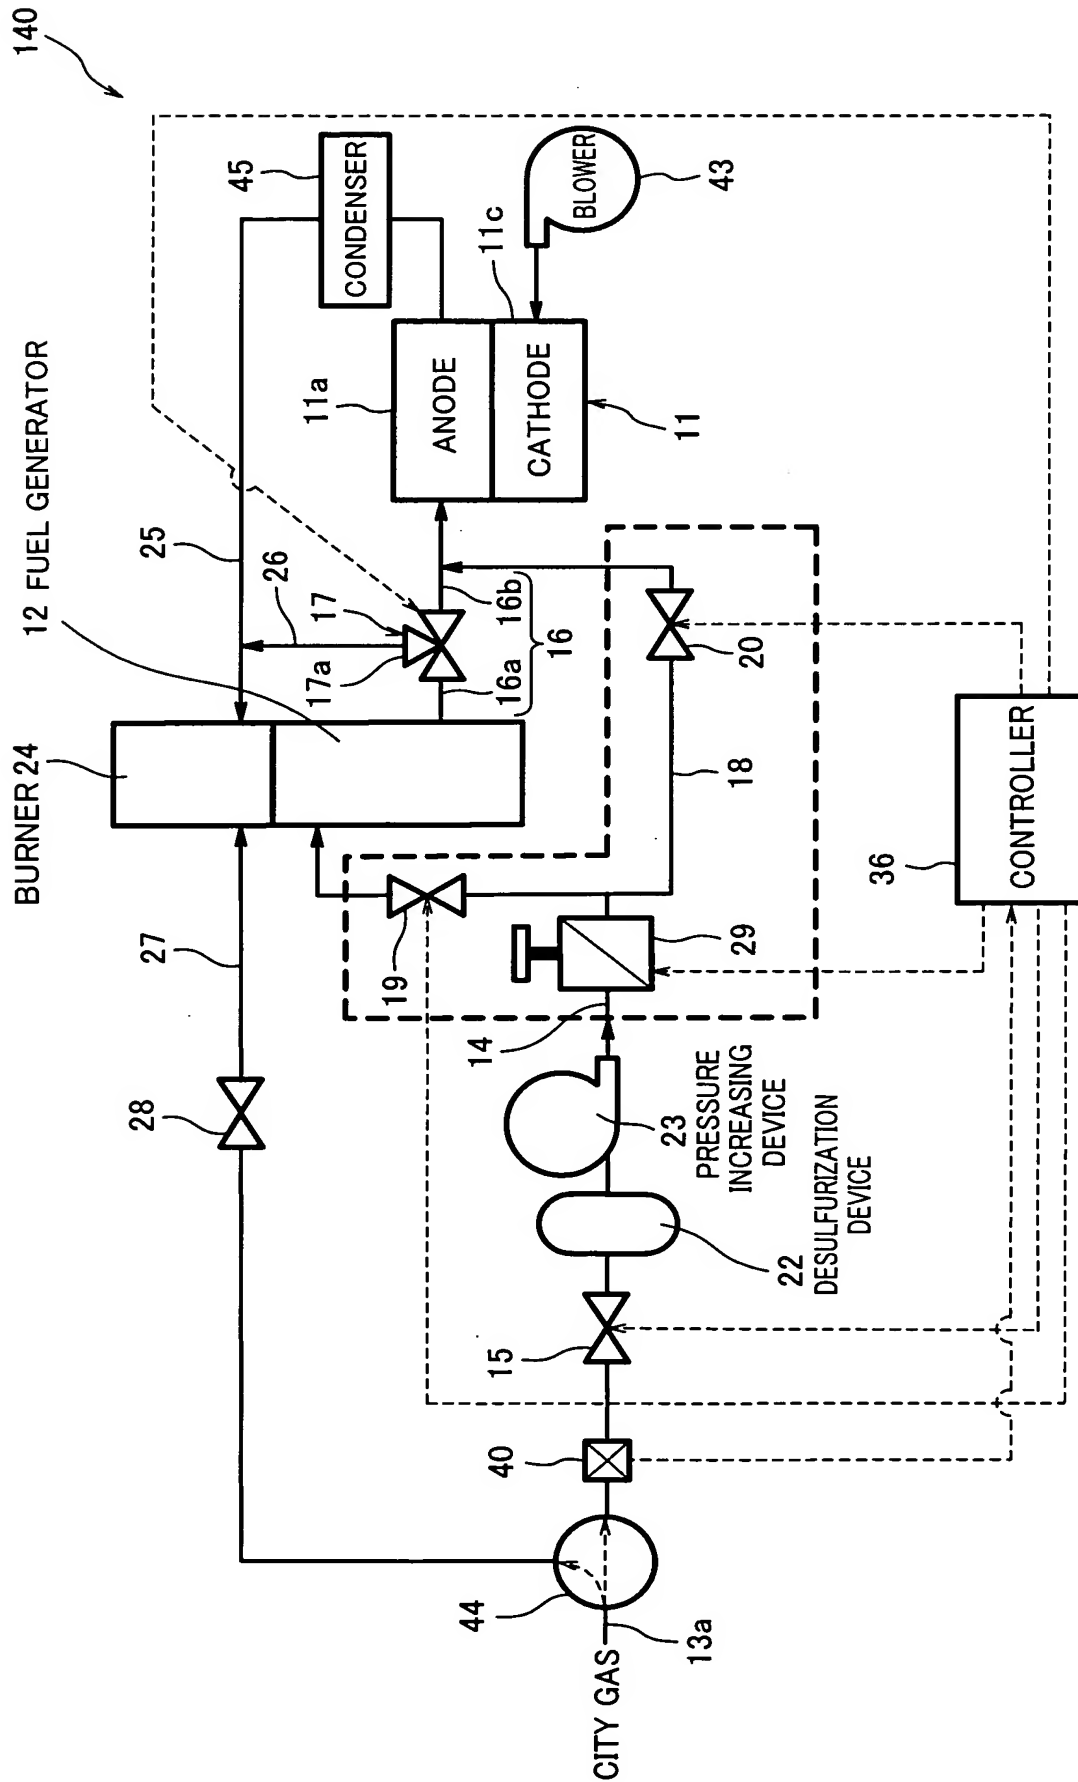 140
45
CONDENSER
BLOWER
43
11c
11a
ANODE
CATHODE
11
12 FUEL GENERATOR
25
26
17
17a
16a
16b
16
20
18
BURNER 24
27
28
19
29
14
23
PRESSURE
INCREASING
DEVICE
22
DESULFURIZATION
DEVICE
15
40
44
13a
CITY GAS
36
CONTROLLER